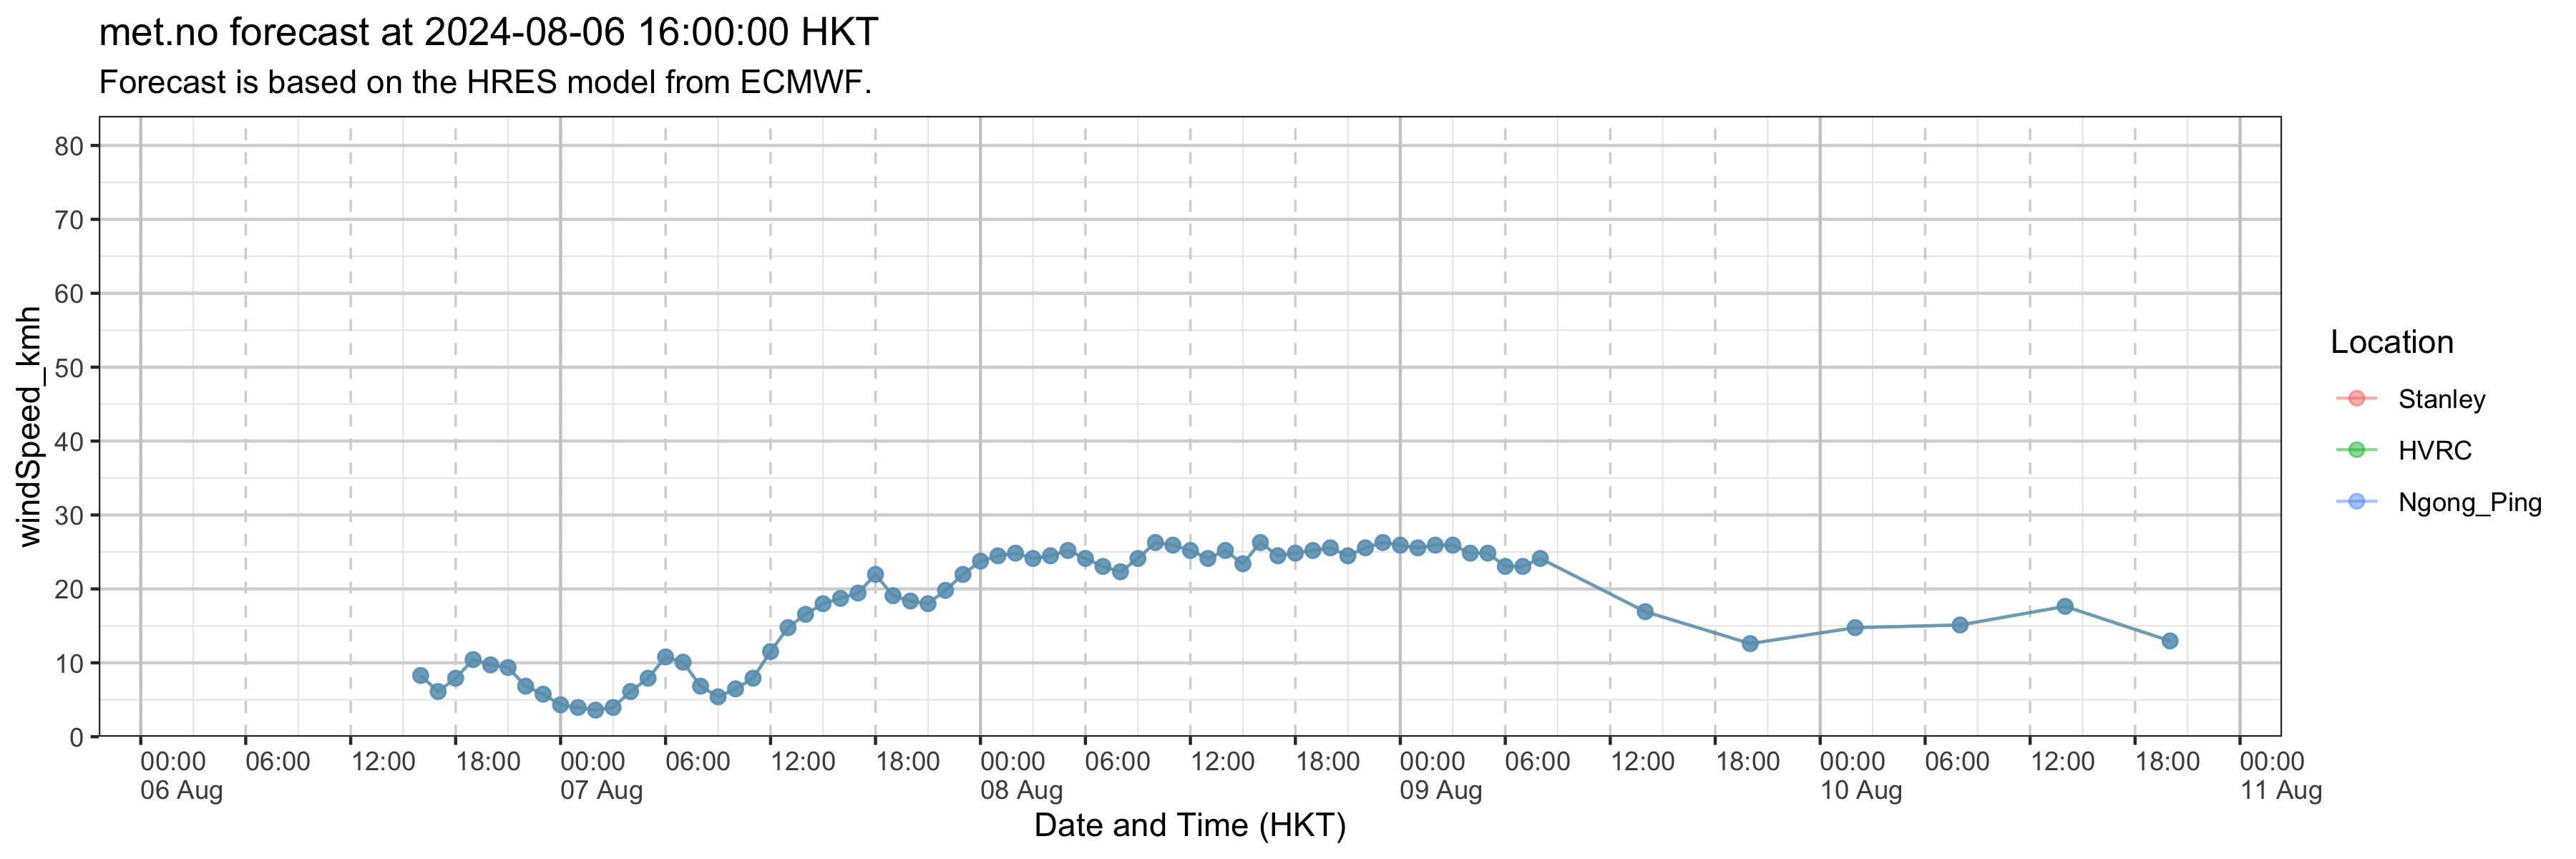 met.no forecast at 2024-08-06 16:00:00 HKT
Forecast is based on the HRES model from ECMWF.
windSpeed_kmh
80
70
60
50
40
30
20
10
0
00:00 06:00 12:00 18:00 00:00 06:00 12:00 18:00 00:00 06:00 12:00 18:00 00:00 06:00 12:00 18:00 00:00 06:00 12:00 18:00 00:00
06 Aug 07 Aug 08 Aug 09 Aug 10 Aug 11 Aug
Date and Time (HKT)
Location
Stanley
HVRC
Ngong_Ping